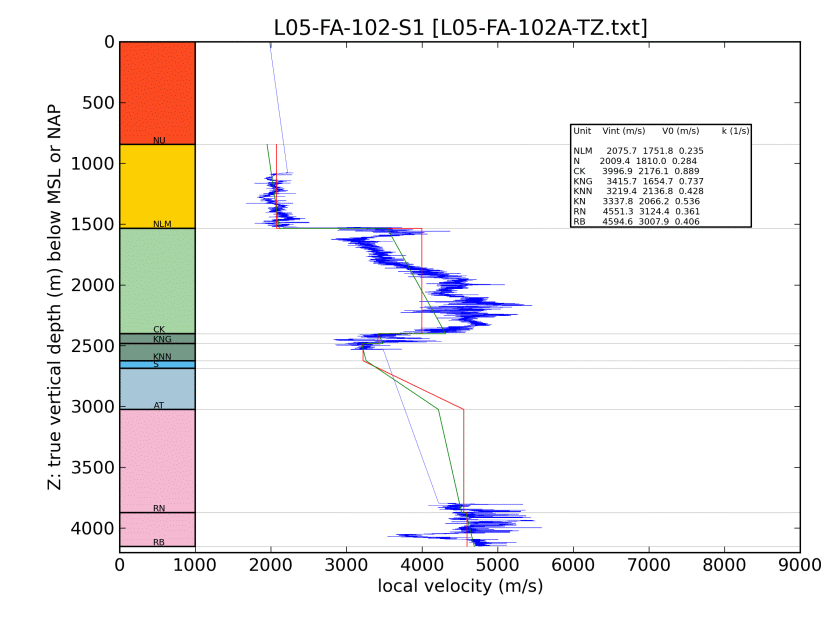 L05-FA-102-S1 [L05-FA-102A-TZ.txt]
Z: true vertical depth (m) below MSL or NAP
0
500
1000
1500
2000
2500
3000
3500
4000
NU
NLM
CK
KNG
KNN
S
AT
RN
RB
Unit Vint (m/s) V0 (m/s) k (1/s)
NLM 2075.7 1751.8 0.235
N 2009.4 1810.0 0.284
CK 3996.9 2176.1 0.889
KNG 3415.7 1654.7 0.737
KNN 3219.4 2136.8 0.428
KN 3337.8 2066.2 0.536
RN 4551.3 3124.4 0.361
RB 4594.6 3007.9 0.406
0 1000 2000 3000 4000 5000 6000 7000 8000 9000
local velocity (m/s)